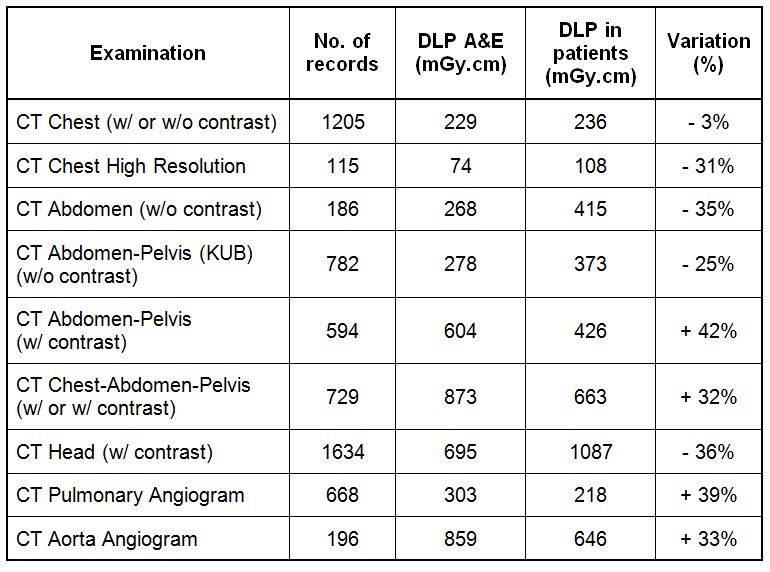 Examination No. of records DLP A&E (mGy.cm) DLP in patients (mGy.cm) Variation (%)
CT Chest (w/ or w/o contrast) 1205 229 236 - 3%
CT Chest High Resolution 115 74 108 - 31%
CT Abdomen (w/o contrast) 186 268 415 - 35%
CT Abdomen-Pelvis (KUB)
(w/o contrast) 782 278 373 - 25%
CT Abdomen-Pelvis
(w/ contrast) 594 604 426 + 42%
CT Chest-Abdomen-Pelvis
(w/ or w/ contrast) 729 873 663 + 32%
CT Head (w/ contrast) 1634 695 1087 - 36%
CT Pulmonary Angiogram 668 303 218 + 39%
CT Aorta Angiogram 196 859 646 + 33%